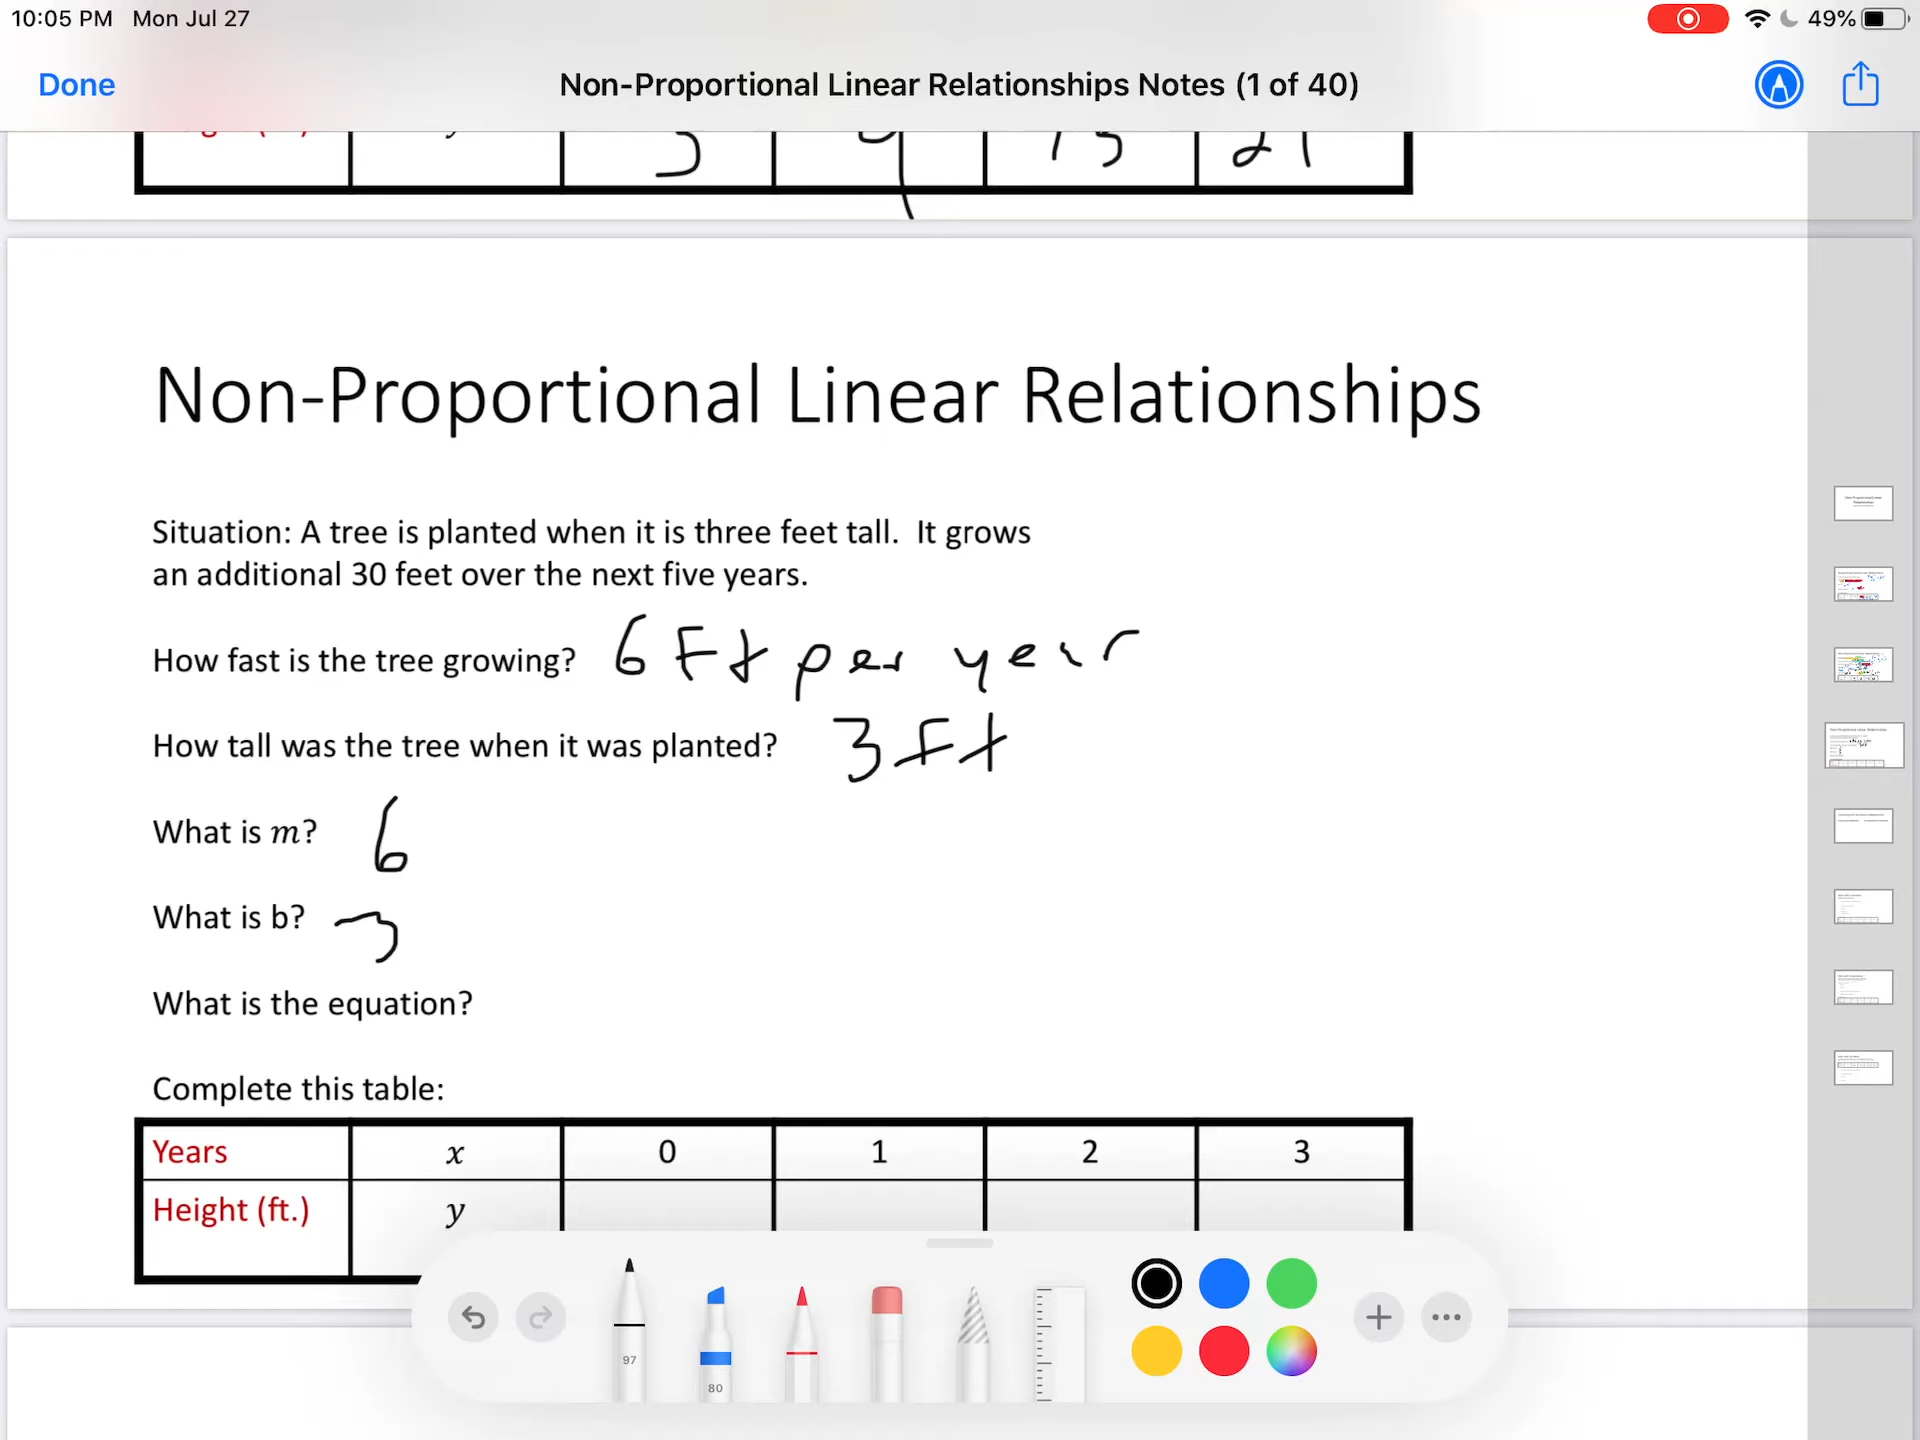 10:05 PM Mon Jul 27 49%
Done Non-Proportional Linear Relationships Notes (1 of 40)
3 9 15 21
Non-Proportional Linear Relationships
Situation: A tree is planted when it is three feet tall. It grows
an additional 30 feet over the next five years.
How fast is the tree growing? 6 Ft per year
How tall was the tree when it was planted? 3 Ft
What is m? 6
What is b? 3
What is the equation?
Complete this table:
Years x 0 1 2 3
Height (ft.) y
97
80